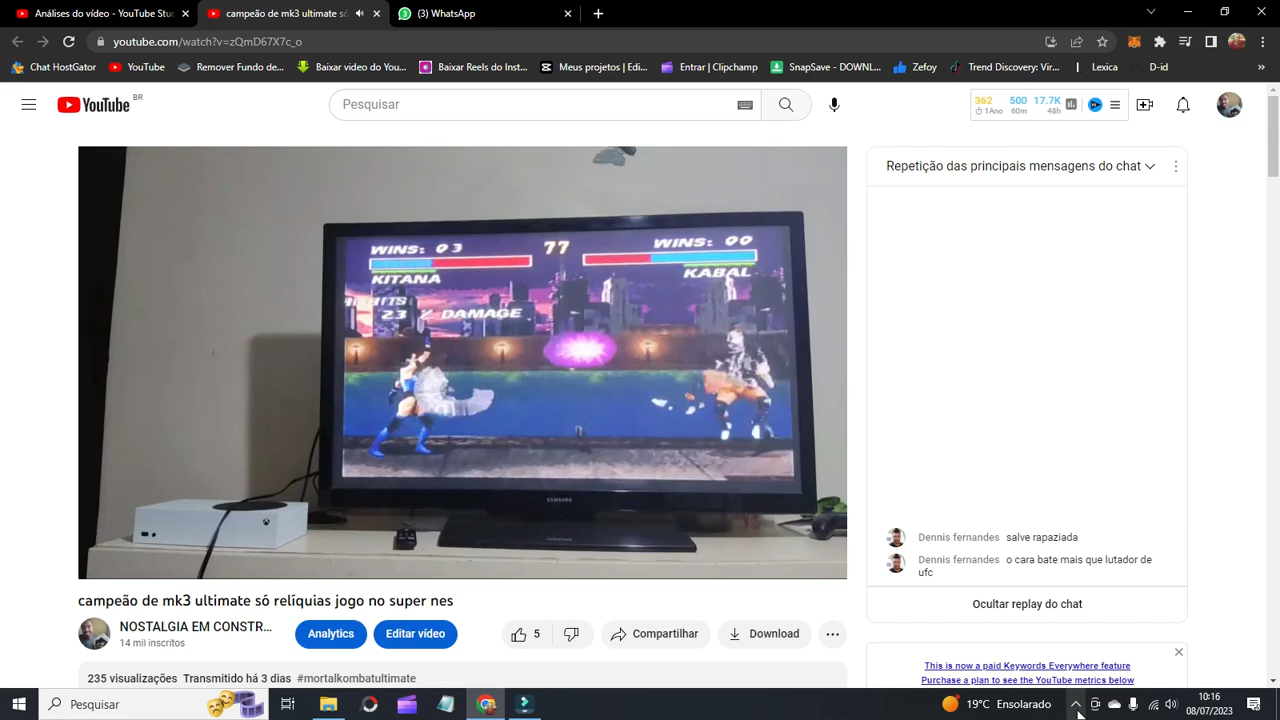 Análises do vídeo - YouTube Stu
campeão de mk3 ultimate só
(3) WhatsApp
youtube.com/watch?v=zQmD67X7c_o
Chat HostGator
YouTube
Remover Fundo de...
Baixar video do You...
Baixar Reels do Inst...
Meus projetos | Edi...
Entrar | Clipchamp
SnapSave - DOWNL...
Zefoy
Trend Discovery: Vir...
Lexica
D-id
YouTube BR
Pesquisar
362 500 17.7K
1Ano 60m 48h
Repetição das principais mensagens do chat
WINS: 03 77 WINS: 00
KITANA KABAL
23 % DAMAGE
SAMSUNG
Dennis fernandes salve rapaziada
Dennis fernandes o cara bate mais que lutador de
ufc
Ocultar replay do chat
campeão de mk3 ultimate só relíquias jogo no super nes
NOSTALGIA EM CONSTR...
14 mil inscritos
Analytics
Editar vídeo
5
Compartilhar
Download
This is now a paid Keywords Everywhere feature
Purchase a plan to see the YouTube metrics below
235 visualizações Transmitido há 3 dias #mortalkombatultimate
Pesquisar
19°C Ensolarado
10:16
08/07/2023